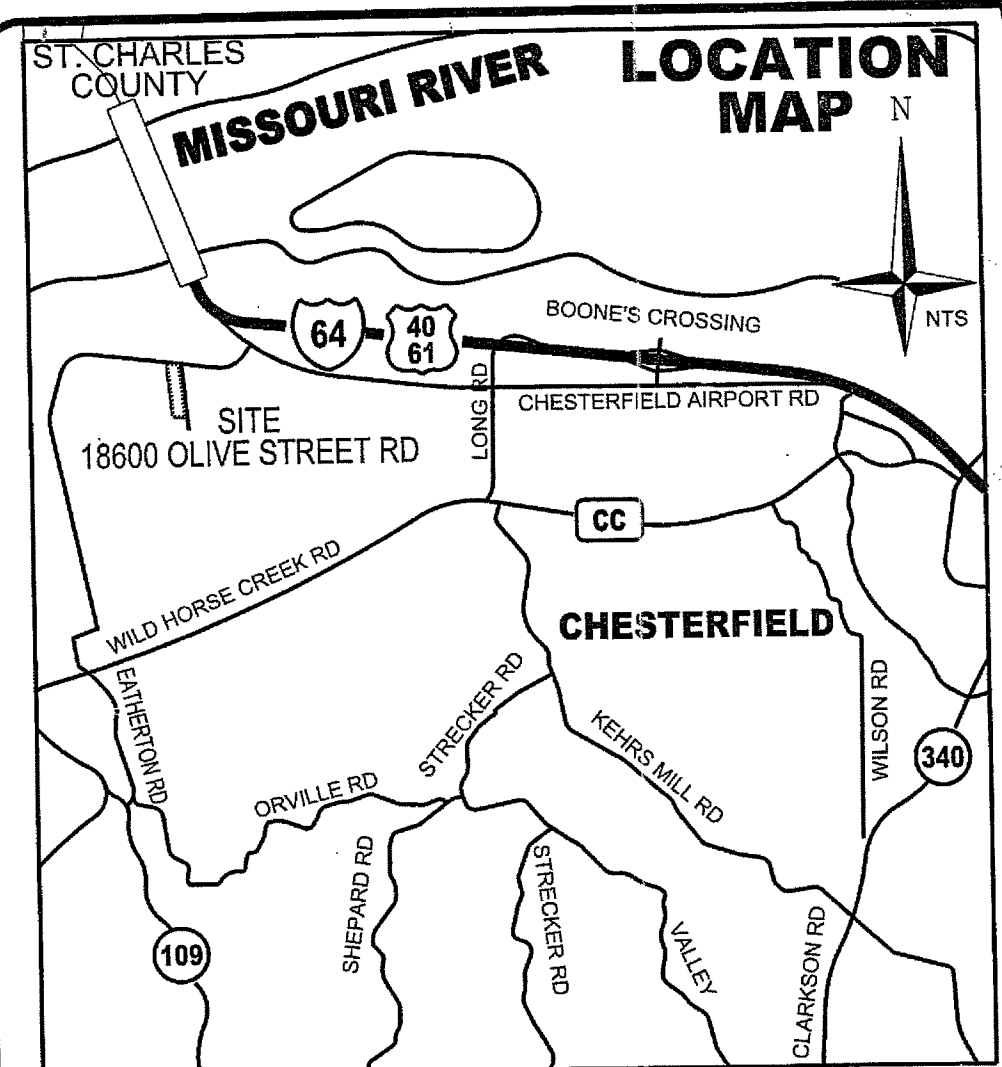 ST. CHARLES
COUNTY
MISSOURI RIVER
LOCATION
MAP
N
NTS
64
40
61
BOONE'S CROSSING
LONG RD
CHESTERFIELD AIRPORT RD
SITE
18600 OLIVE STREET RD
CC
WILD HORSE CREEK RD
CHESTERFIELD
EATHERTON RD
STRECKER RD
KEHRS MILL RD
WILSON RD
340
ORVILLE RD
SHEPARD RD
STRECKER RD
VALLEY
CLARKSON RD
109